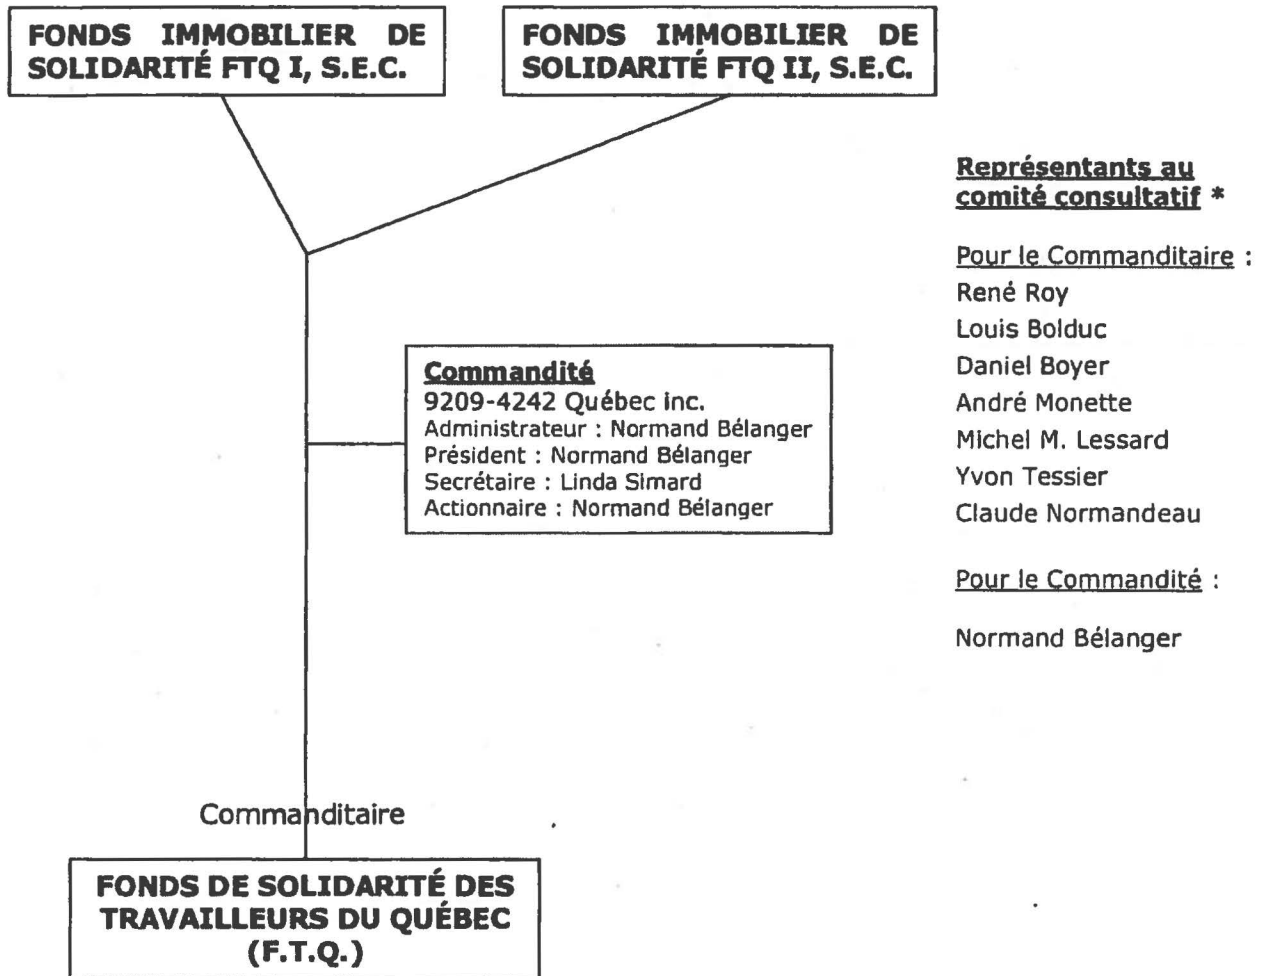 FONDS IMMOBILIER DE
SOLIDARITÉ FTQ I, S.E.C.
FONDS IMMOBILIER DE
SOLIDARITÉ FTQ II, S.E.C.
Représentants au
comité consultatif *
Pour le Commanditaire :
René Roy
Louis Bolduc
Daniel Boyer
André Monette
Michel M. Lessard
Yvon Tessier
Claude Normandeau
Pour le Commandité :
Normand Bélanger
Commandité
9209-4242 Québec inc.
Administrateur : Normand Bélanger
Président : Normand Bélanger
Secrétaire : Linda Simard
Actionnaire : Normand Bélanger
Commanditaire
FONDS DE SOLIDARITÉ DES
TRAVAILLEURS DU QUÉBEC
(F.T.Q.)